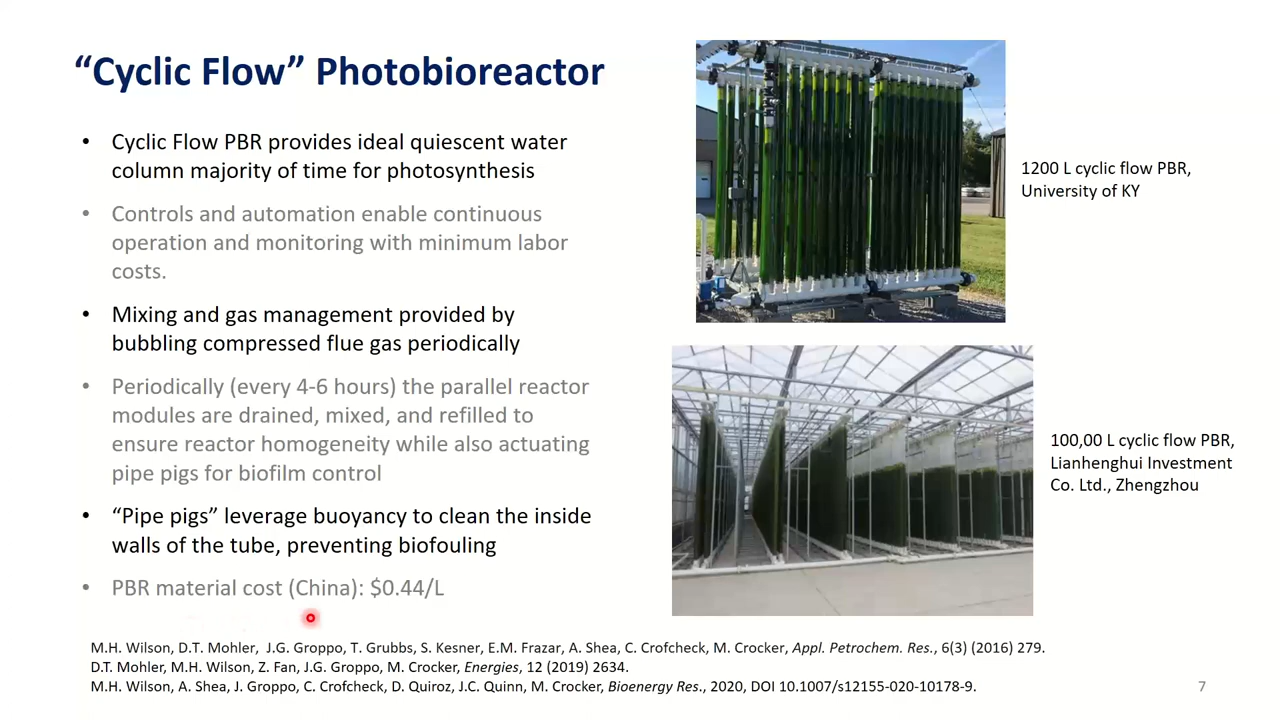 “Cyclic Flow” Photobioreactor
• Cyclic Flow PBR provides ideal quiescent water
column majority of time for photosynthesis
• Controls and automation enable continuous
operation and monitoring with minimum labor
costs.
• Mixing and gas management provided by
bubbling compressed flue gas periodically
• Periodically (every 4-6 hours) the parallel reactor
modules are drained, mixed, and refilled to
ensure reactor homogeneity while also actuating
pipe pigs for biofilm control
• “Pipe pigs” leverage buoyancy to clean the inside
walls of the tube, preventing biofouling
• PBR material cost (China): $0.44/L
1200 L cyclic flow PBR,
University of KY
100,00 L cyclic flow PBR,
Lianhenghui Investment
Co. Ltd., Zhengzhou
M.H. Wilson, D.T. Mohler, J.G. Groppo, T. Grubbs, S. Kesner, E.M. Frazar, A. Shea, C. Crofcheck, M. Crocker, Appl. Petrochem. Res., 6(3) (2016) 279.
D.T. Mohler, M.H. Wilson, Z. Fan, J.G. Groppo, M. Crocker, Energies, 12 (2019) 2634.
M.H. Wilson, A. Shea, J. Groppo, C. Crofcheck, D. Quiroz, J.C. Quinn, M. Crocker, Bioenergy Res., 2020, DOI 10.1007/s12155-020-10178-9.
7